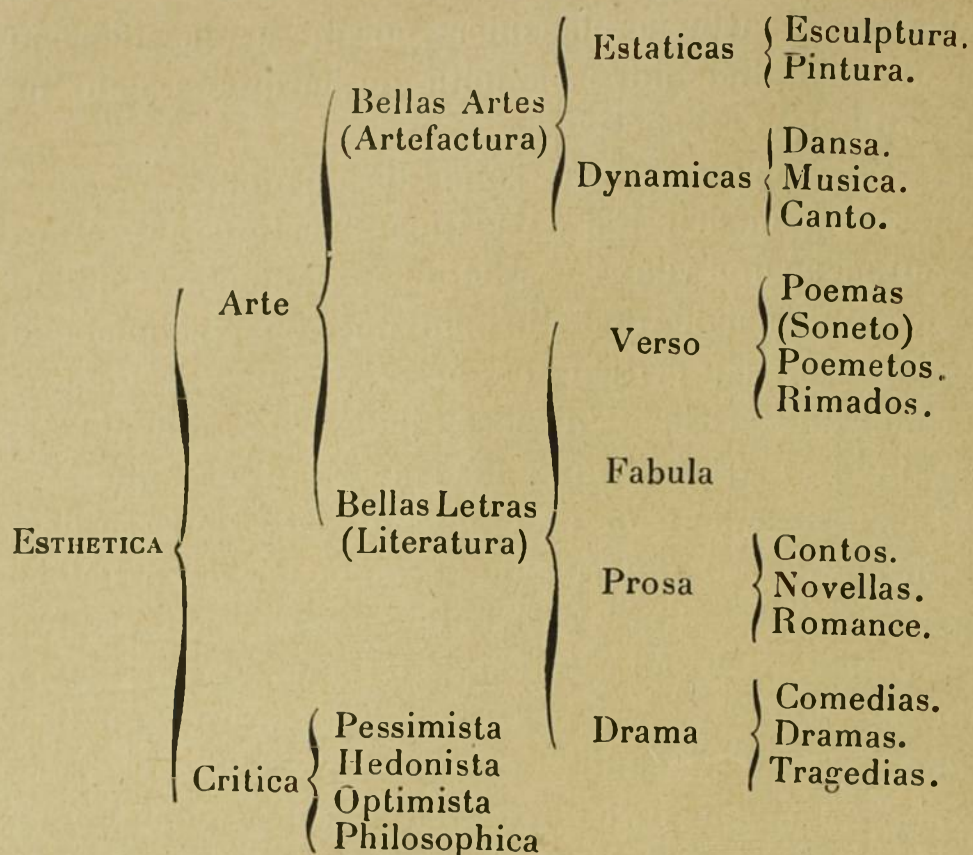 Estaticas
Esculptura.
Pintura.
Bellas Artes
(Artefactura)
Dynamicas
Dansa.
Musica.
Canto.
Arte
Verso
Poemas
(Soneto)
Poemetos.
Rimados.
Fabula
Bellas Letras
(Literatura)
ESTHETICA
Prosa
Contos.
Novellas.
Romance.
Drama
Comedias.
Dramas.
Tragedias.
Critica
Pessimista
Hedonista
Optimista
Philosophica